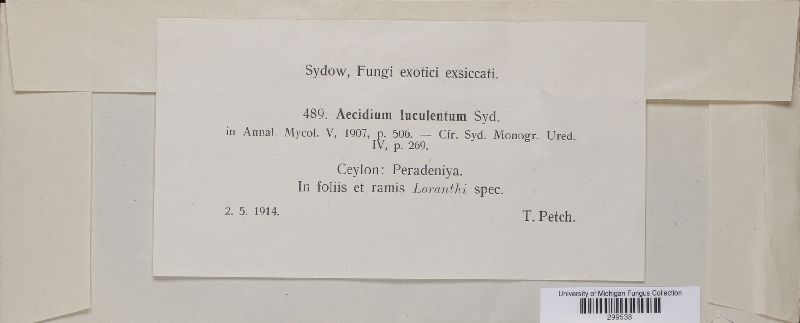 Sydow, Fungi exotici exsiccati.
489. Aecidium luculentum Syd.
in Annal. Mycol. V, 1907, p. 506. — Cfr. Syd. Monogr. Ured.
IV, p. 269.
Ceylon: Peradeniya.
In foliis et ramis Loranthi spec.
2. 5. 1914.
T. Petch.
University of Michigan Fungus Collection
299538